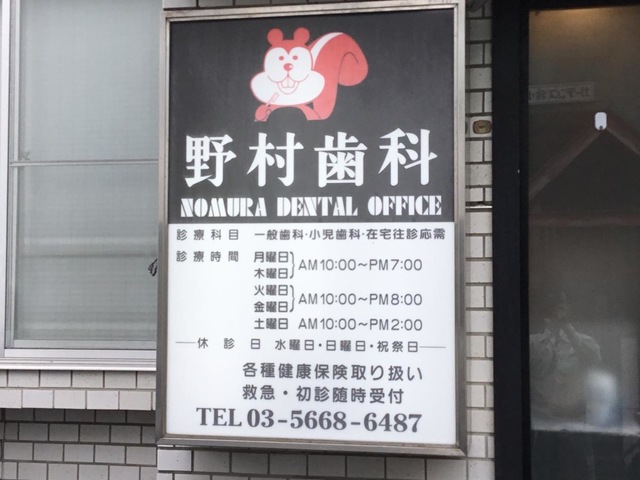 野村歯科
NOMURA DENTAL OFFICE
診療科目 一般歯科・小児歯科・在宅往診応需
診療時間 月曜日
木曜日 AM10:00～PM7:00
火曜日
金曜日 AM10:00～PM8:00
土曜日 AM10:00～PM2:00
休診日 水曜日・日曜日・祝祭日
各種健康保険取り扱い
救急・初診随時受付
TEL 03-5668-6487